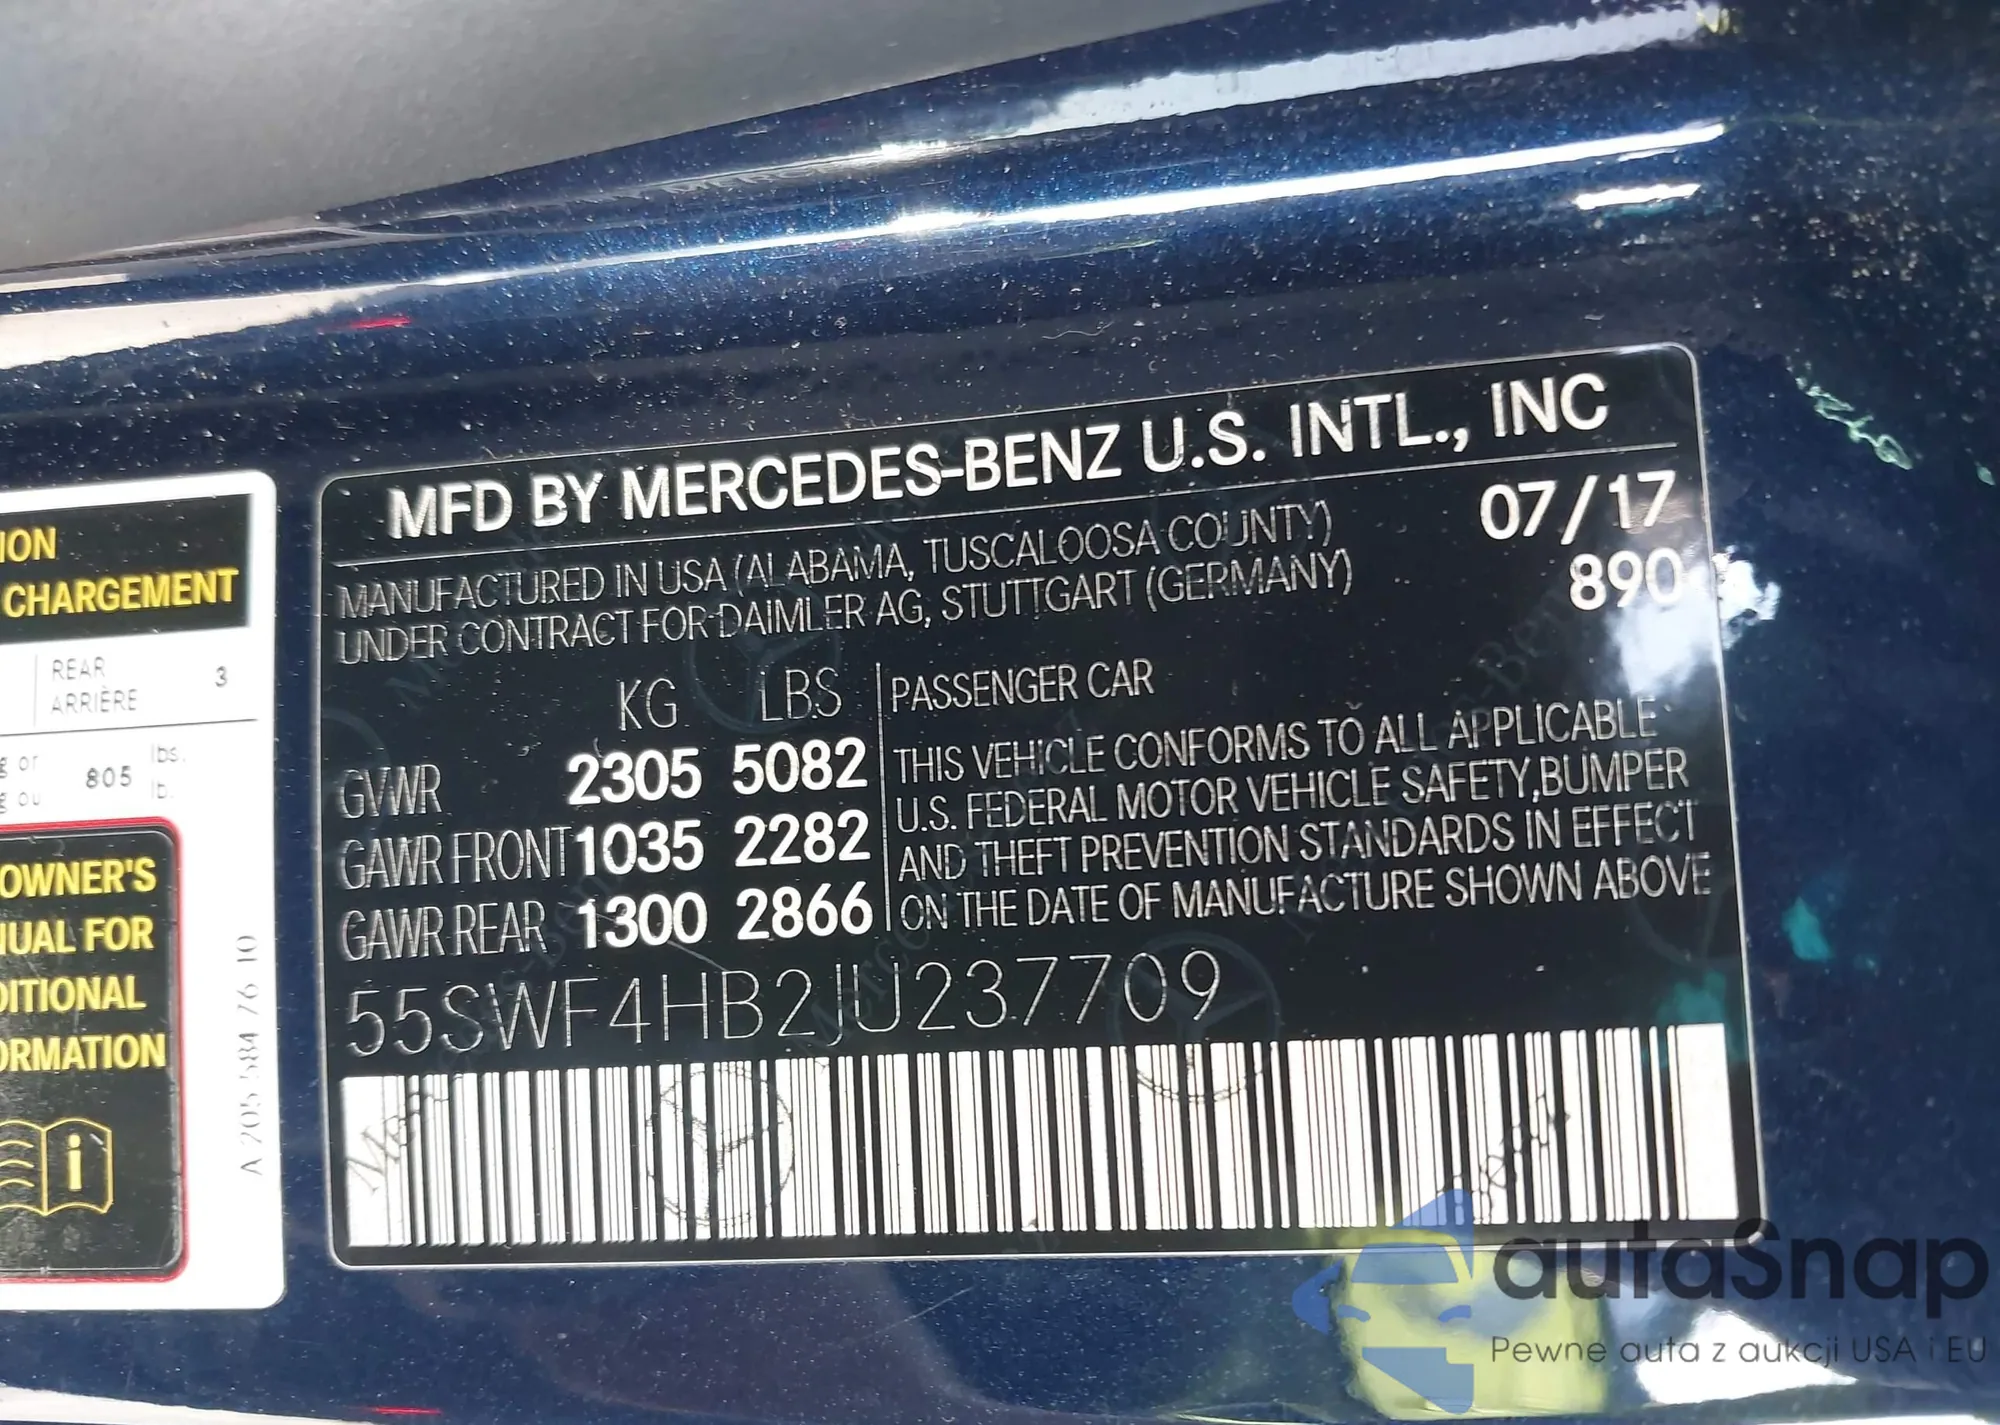 ION
CHARGEMENT
REAR
ARRIÈRE
3
g or
g ou
805
lbs.
lb.
OWNER'S
UAL FOR
DITIONAL
ORMATION
i
A 205 584 76 10
MFD BY MERCEDES-BENZ U.S. INTL., INC
MANUFACTURED IN USA (ALABAMA, TUSCALOOSA COUNTY)
UNDER CONTRACT FOR DAIMLER AG, STUTTGART (GERMANY)
07/17
890
KG LBS
GVWR 2305 5082
GAWR FRONT 1035 2282
GAWR REAR 1300 2866
PASSENGER CAR
THIS VEHICLE CONFORMS TO ALL APPLICABLE
U.S. FEDERAL MOTOR VEHICLE SAFETY, BUMPER
AND THEFT PREVENTION STANDARDS IN EFFECT
ON THE DATE OF MANUFACTURE SHOWN ABOVE
55SWF4HB2JU237709
autaSnap
Pewne auta z aukcji USA i EU